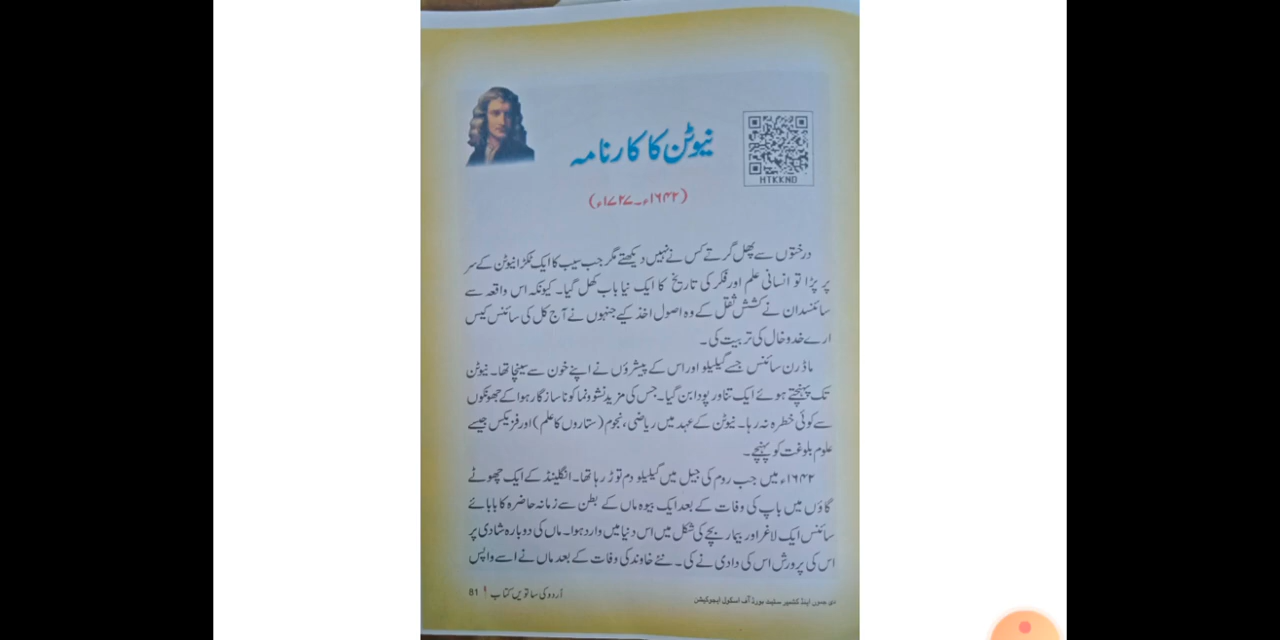 نیوٹن کا کارنامہ
HTKKND
(۱۶۴۲ء۔۱۷۲۷ء)
درختوں سے پھل گرتے کس نے نہیں دیکھتے مگر جب سیب کا ایک ٹکڑا نیوٹن کے سر
پر پڑا تو انسانی علم اور فکر کی تاریخ کا ایک نیا باب کھل گیا۔ کیونکہ اس واقعہ سے
سائنسدان نے کشش ثقل کے وہ اصول اخذ کیے جنہوں نے آج کل کی سائنس کیس
ارے خدوخال کی تربیت کی۔
ماڈرن سائنس جسے گیلیلو اور اس کے پیشرؤں نے اپنے خون سے سینچا تھا۔ نیوٹن
تک پہنچتے ہوئے ایک تناور پودا بن گیا۔ جس کی مزید نشوونما کو ناسازگار ہوا کے جھونکوں
سے کوئی خطرہ نہ رہا۔ نیوٹن کے عہد میں ریاضی، نجوم (ستاروں کا علم) اور فزیکس جیسے
علوم بلوغت کو پہنچے۔
۱۶۴۲ء میں جب روم کی جیل میں گیلیلو دم توڑ رہا تھا۔ انگلینڈ کے ایک چھوٹے
گاؤں میں باپ کی وفات کے بعد ایک بیوہ ماں کے بطن سے زمانہ حاضرہ کا بابائے
سائنس ایک لاغر اور بیمار بچے کی شکل میں اس دنیا میں وارد ہوا۔ ماں کی دوبارہ شادی پر
اس کی پرورش اس کی دادی نے کی۔ نئے خاوند کی وفات کے بعد ماں نے اسے واپس
دی جموں اینڈ کشمیر سٹیٹ بورڈ آف اسکول ایجوکیشن
اُردو کی ساتویں کتاب 81